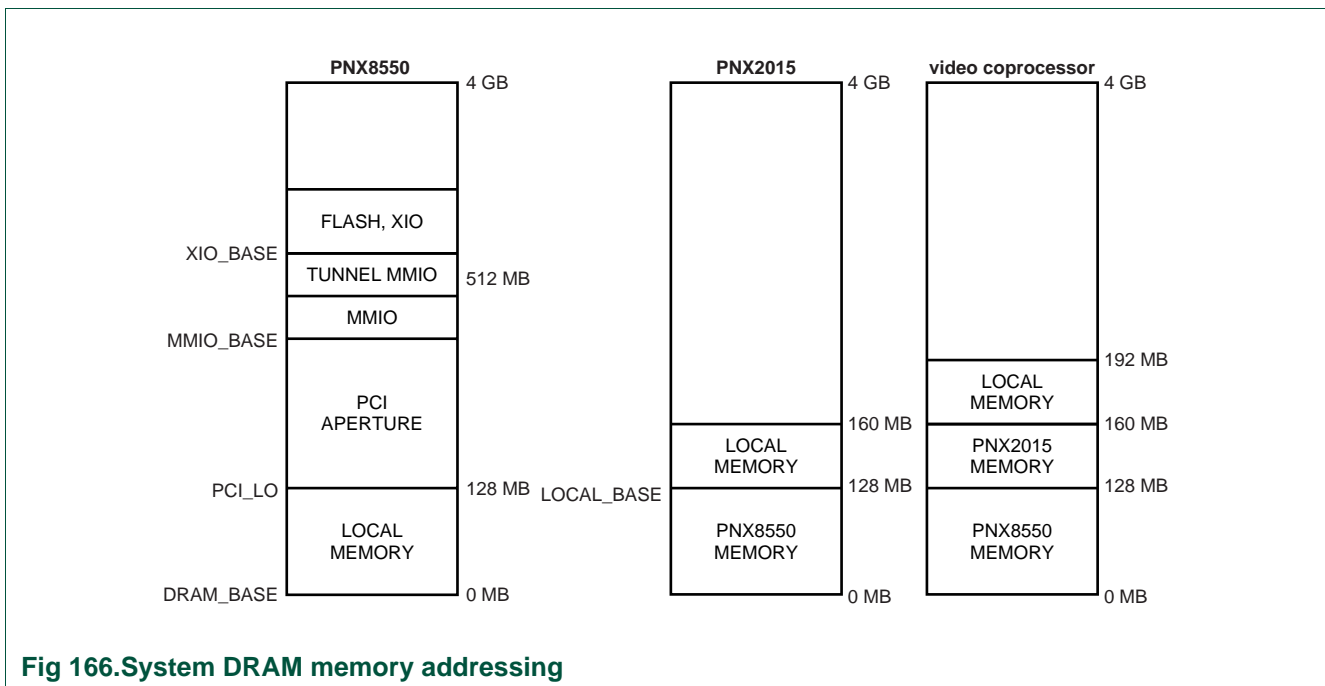 PNX8550
4 GB
FLASH, XIO
XIO_BASE
TUNNEL MMIO
512 MB
MMIO
MMIO_BASE
PCI
APERTURE
PCI_LO
128 MB
LOCAL
MEMORY
DRAM_BASE
0 MB
PNX2015
4 GB
160 MB
LOCAL
MEMORY
LOCAL_BASE
128 MB
PNX8550
MEMORY
0 MB
video coprocessor
4 GB
192 MB
LOCAL
MEMORY
160 MB
PNX2015
MEMORY
128 MB
PNX8550
MEMORY
0 MB
Fig 166.System DRAM memory addressing